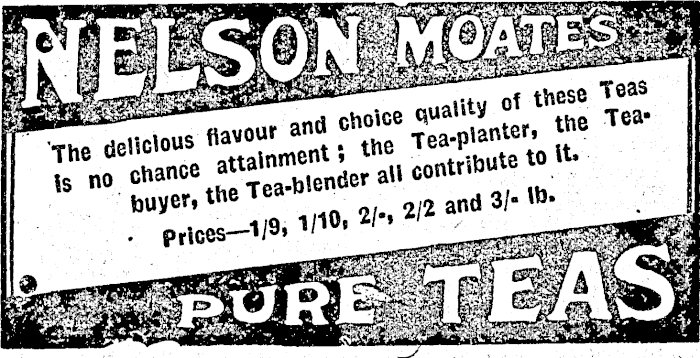 NELSON MOATES
The delicious flavour and choice quality of these Teas
is no chance attainment; the Tea-planter, the Tea-
buyer, the Tea-blender all contribute to it.
Prices—1/9, 1/10, 2/-, 2/2 and 3/- lb.
PURE TEAS